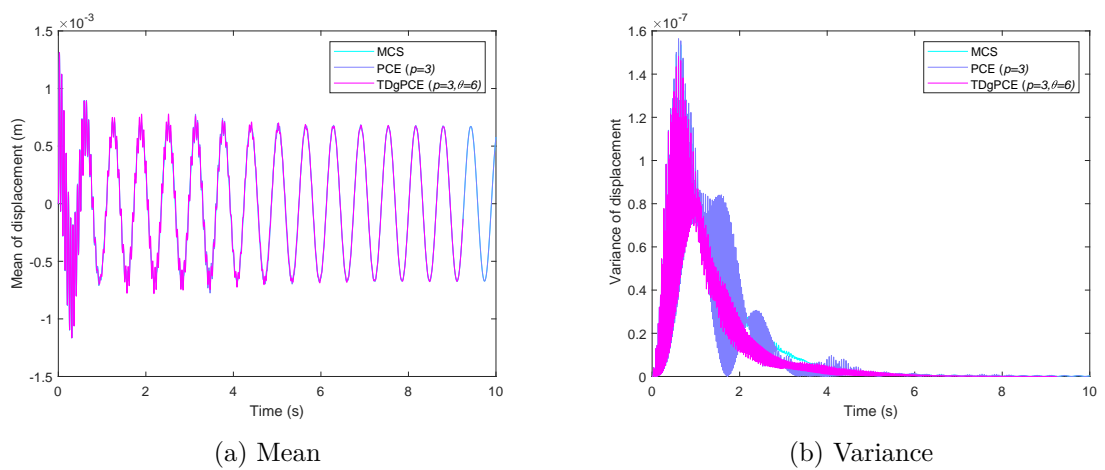 ×10⁻³
1.5
1
0.5
0
-0.5
-1
-1.5
Mean of displacement (m)
0 2 4 6 8 10
Time (s)
MCS
PCE (p=3)
TDgPCE (p=3,θ=6)
(a) Mean
×10⁻⁷
1.6
1.4
1.2
1
0.8
0.6
0.4
0.2
0
Variance of displacement
0 2 4 6 8 10
Time (s)
MCS
PCE (p=3)
TDgPCE (p=3,θ=6)
(b) Variance